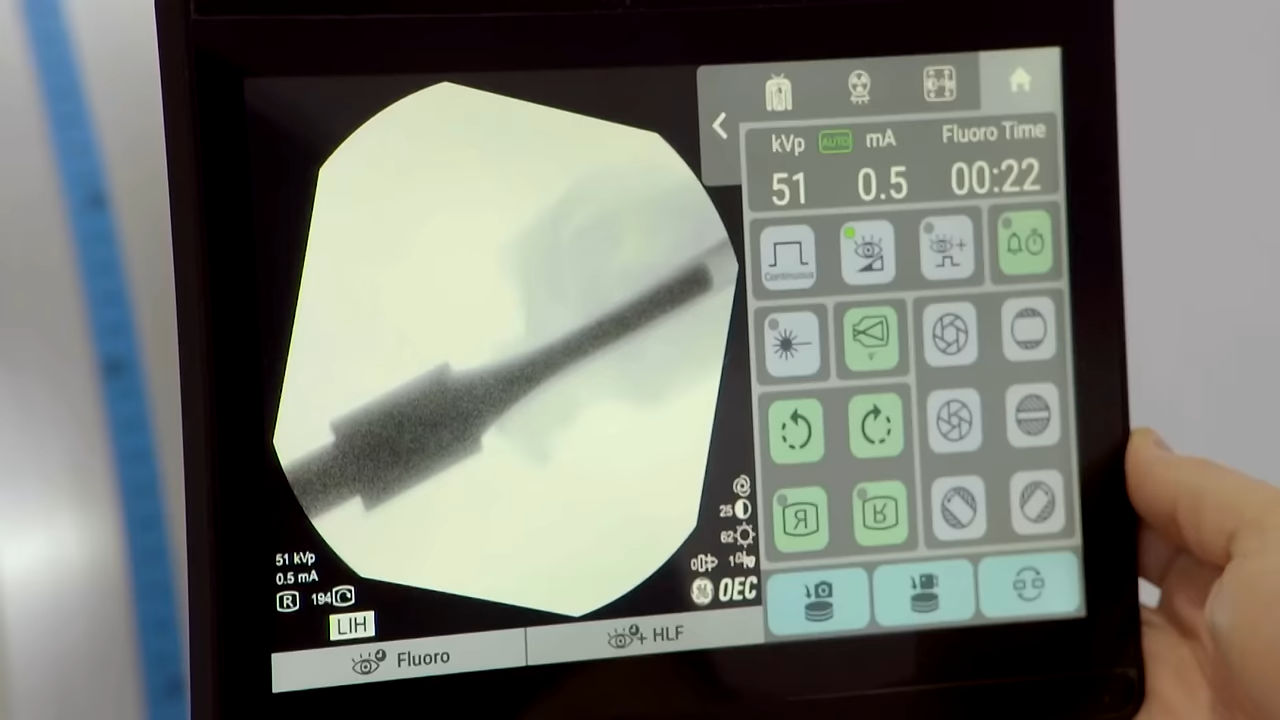 kVp AUTO mA Fluoro Time
51 0.5 00:22
Continuous
R R
25
62
51 kVp
0.5 mA
R 194
LIH
GE OEC
Fluoro
+ HLF